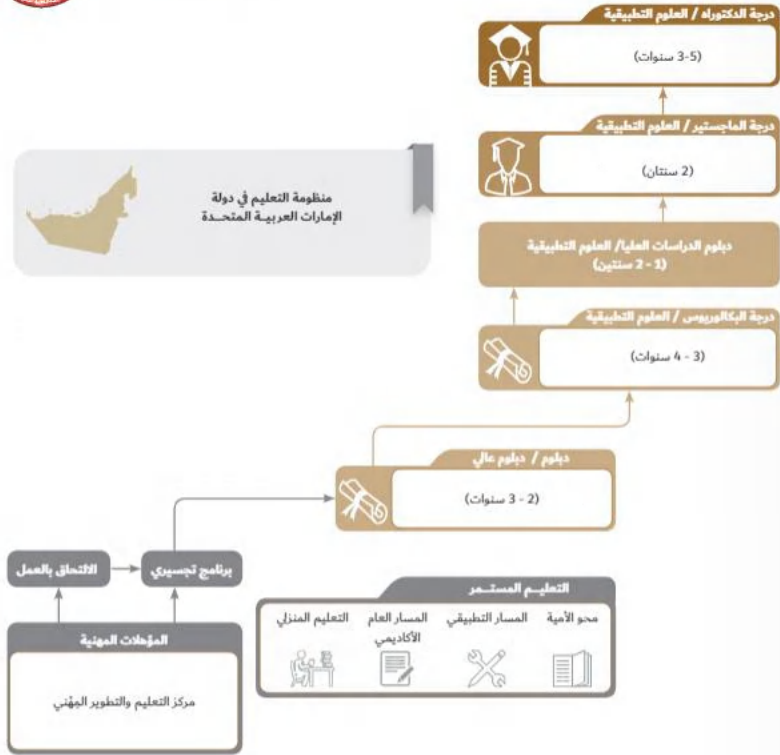 درجة الدكتوراه / العلوم التطبيقية
(3-5 سنوات)
درجة الماجستير / العلوم التطبيقية
(2 سنتان)
منظومة التعليم في دولة
الإمارات العربية المتحدة
دبلوم الدراسات العليا/ العلوم التطبيقية
(1 - 2 سنتين)
درجة البكالوريوس / العلوم التطبيقية
(3 - 4 سنوات)
دبلوم / دبلوم عالي
(2 - 3 سنوات)
برنامج تجسيري
الالتحاق بالعمل
التعليم المستمر
محو الأمية
المسار التطبيقي
المسار العام
الأكاديمي
التعليم المنزلي
المؤهلات المهنية
مركز التعليم والتطوير المِهْني